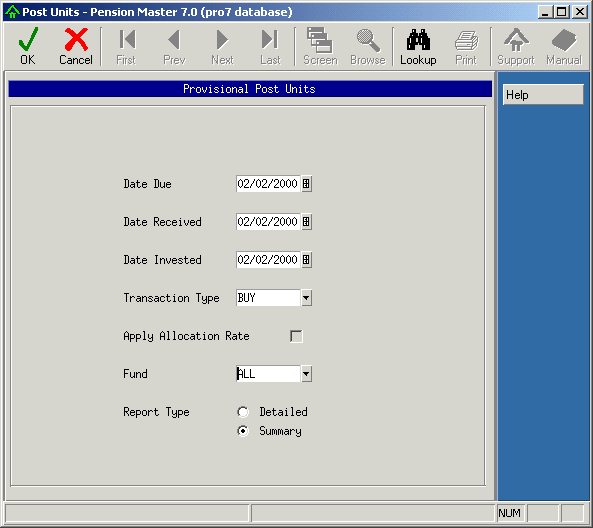 Post Units - Pension Master 7.0 (pro7 database)
OK Cancel First Prev Next Last Screen Browse Lookup Print Support Manual
Provisional Post Units
Help
Date Due 02/02/2000
Date Received 02/02/2000
Date Invested 02/02/2000
Transaction Type BUY
Apply Allocation Rate
Fund ALL
Report Type Detailed
Summary
NUM